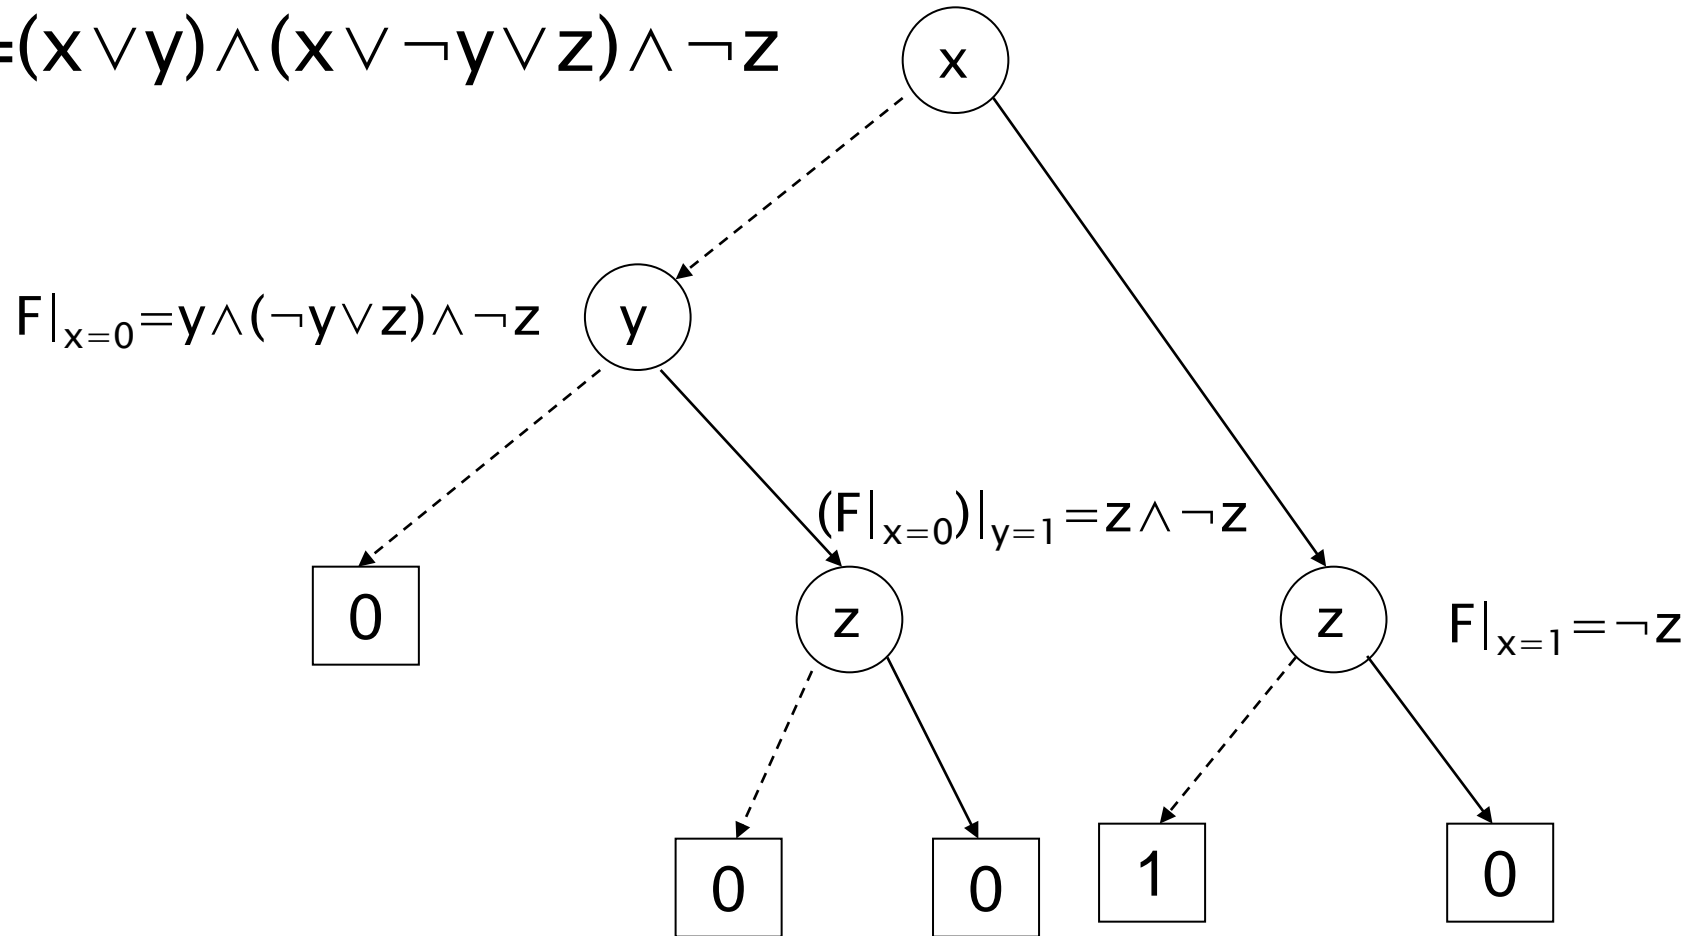 =(x∨y)∧(x∨¬y∨z)∧¬z
x
F|x=0=y∧(¬y∨z)∧¬z
y
(F|x=0)|y=1=z∧¬z
0
z
z
F|x=1=¬z
0
0
1
0